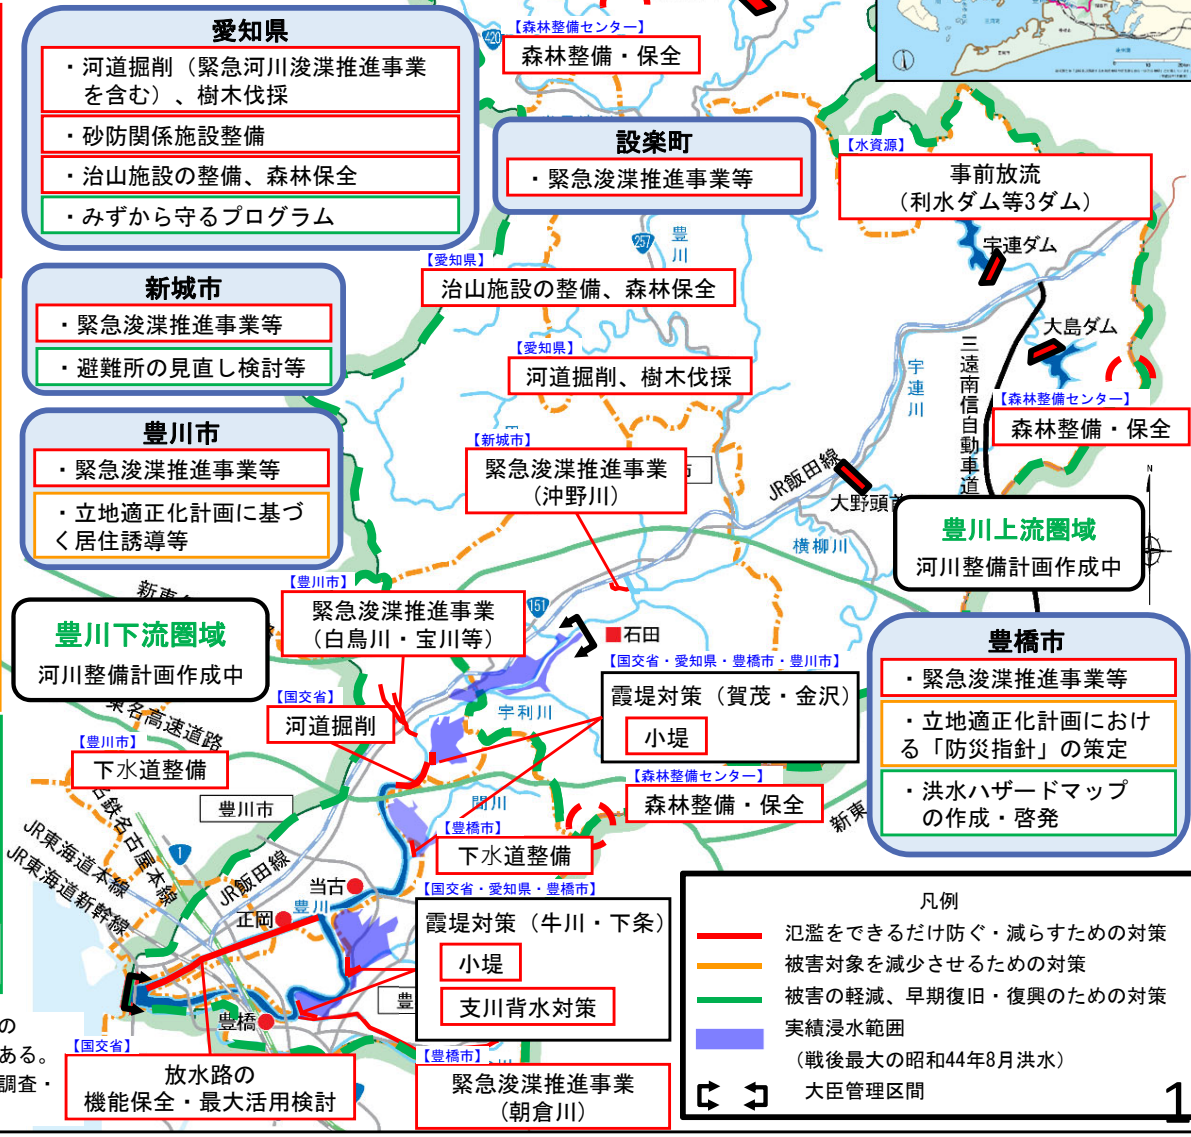 愛知県
・河道掘削（緊急河川浚渫推進事業
を含む）、樹木伐採
・砂防関係施設整備
・治山施設の整備、森林保全
・みずから守るプログラム
【森林整備センター】
森林整備・保全
420
設楽町
・緊急浚渫推進事業等
【水資源】
事前放流
（利水ダム等3ダム）
宇連ダム
257
豊川
【愛知県】
治山施設の整備、森林保全
新城市
・緊急浚渫推進事業等
・避難所の見直し検討等
大島ダム
【愛知県】
河道掘削、樹木伐採
宇連川
三遠南信自動車道
【森林整備センター】
森林整備・保全
豊川市
・緊急浚渫推進事業等
・立地適正化計画に基づ
く居住誘導等
【新城市】
緊急浚渫推進事業
（沖野川）
市
JR飯田線
大野頭首
N
豊川上流圏域
河川整備計画作成中
横柳川
【豊川市】
緊急浚渫推進事業
（白鳥川・宝川等）
151
石田
新東
豊川下流圏域
河川整備計画作成中
東名高速道路
【国交省】
河道掘削
宇利川
【国交省・愛知県・豊橋市・豊川市】
霞堤対策（賀茂・金沢）
小堤
豊橋市
・緊急浚渫推進事業等
・立地適正化計画におけ
る「防災指針」の策定
・洪水ハザードマップ
の作成・啓発
【豊川市】
下水道整備
豊川市
間川
【森林整備センター】
森林整備・保全
新東
【豊橋市】
下水道整備
名鉄名古屋本線
JR東海道本線
JR東海道新幹線
1
JR飯田線
当古
豊川
正岡
【国交省・愛知県・豊橋市】
霞堤対策（牛川・下条）
小堤
支川背水対策
豊
豊橋
【国交省】
放水路の
機能保全・最大活用検討
【豊橋市】
緊急浚渫推進事業
（朝倉川）
の
ある。
調査・
凡例
氾濫をできるだけ防ぐ・減らすための対策
被害対象を減少させるための対策
被害の軽減、早期復旧・復興のための対策
実績浸水範囲
（戦後最大の昭和44年8月洪水）
大臣管理区間
1